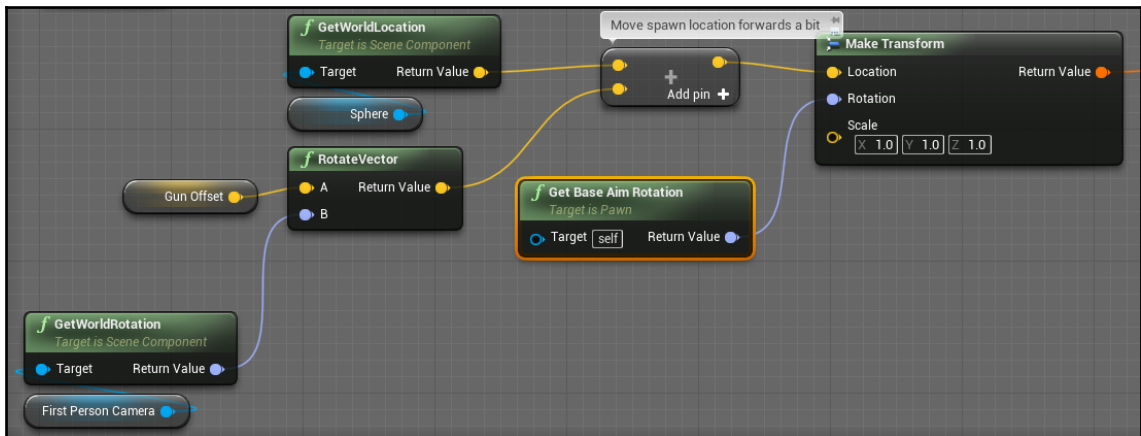 GetWorldLocation
Target is Scene Component
Target Return Value
Sphere
Move spawn location forwards a bit
Add pin
Make Transform
Location Return Value
Rotation
Scale
X 1.0 Y 1.0 Z 1.0
RotateVector
A Return Value
B
Gun Offset
Get Base Aim Rotation
Target is Pawn
Target self Return Value
GetWorldRotation
Target is Scene Component
Target Return Value
First Person Camera